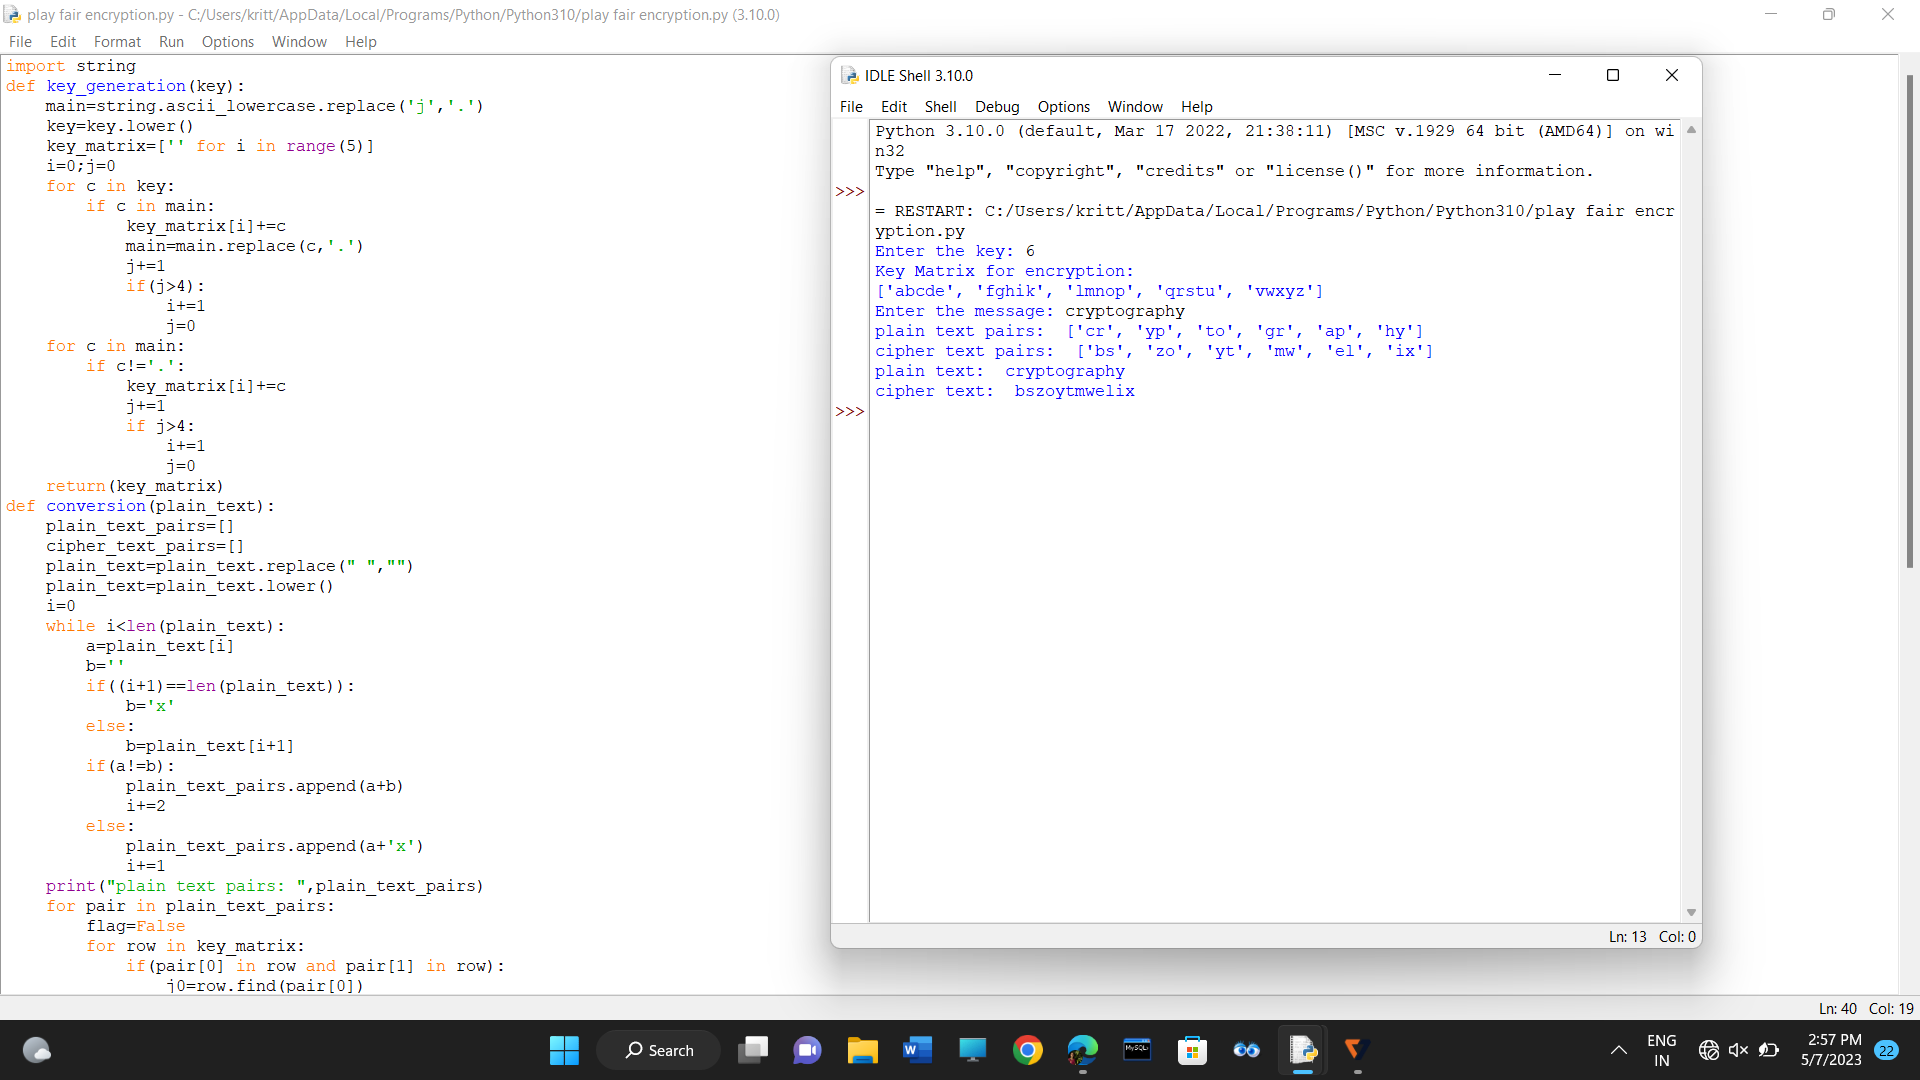 play fair encryption.py - C:/Users/kritt/AppData/Local/Programs/Python/Python310/play fair encryption.py (3.10.0)
File Edit Format Run Options Window Help
import string
def key_generation(key):
    main=string.ascii_lowercase.replace('j','.')
    key=key.lower()
    key_matrix=['' for i in range(5)]
    i=0;j=0
    for c in key:
        if c in main:
            key_matrix[i]+=c
            main=main.replace(c,'.')
            j+=1
            if(j>4):
                i+=1
                j=0
    for c in main:
        if c!='.':
            key_matrix[i]+=c
            j+=1
            if j>4:
                i+=1
                j=0
    return(key_matrix)
def conversion(plain_text):
    plain_text_pairs=[]
    cipher_text_pairs=[]
    plain_text=plain_text.replace(" ","")
    plain_text=plain_text.lower()
    i=0
    while i<len(plain_text):
        a=plain_text[i]
        b=''
        if((i+1)==len(plain_text)):
            b='x'
        else:
            b=plain_text[i+1]
        if(a!=b):
            plain_text_pairs.append(a+b)
            i+=2
        else:
            plain_text_pairs.append(a+'x')
            i+=1
    print("plain text pairs: ",plain_text_pairs)
    for pair in plain_text_pairs:
        flag=False
        for row in key_matrix:
            if(pair[0] in row and pair[1] in row):
                j0=row.find(pair[0])
Ln: 40 Col: 19
IDLE Shell 3.10.0
File Edit Shell Debug Options Window Help
Python 3.10.0 (default, Mar 17 2022, 21:38:11) [MSC v.1929 64 bit (AMD64)] on wi
n32
Type "help", "copyright", "credits" or "license()" for more information.
>>>
= RESTART: C:/Users/kritt/AppData/Local/Programs/Python/Python310/play fair encr
yption.py
Enter the key: 6
Key Matrix for encryption:
['abcde', 'fghik', 'lmnop', 'qrstu', 'vwxyz']
Enter the message: cryptography
plain text pairs:  ['cr', 'yp', 'to', 'gr', 'ap', 'hy']
cipher text pairs:  ['bs', 'zo', 'yt', 'mw', 'el', 'ix']
plain text:  cryptography
cipher text:  bszoytmwelix
>>>
Ln: 13 Col: 0
Search
W
MySQL
ENG
IN
2:57 PM
5/7/2023
22